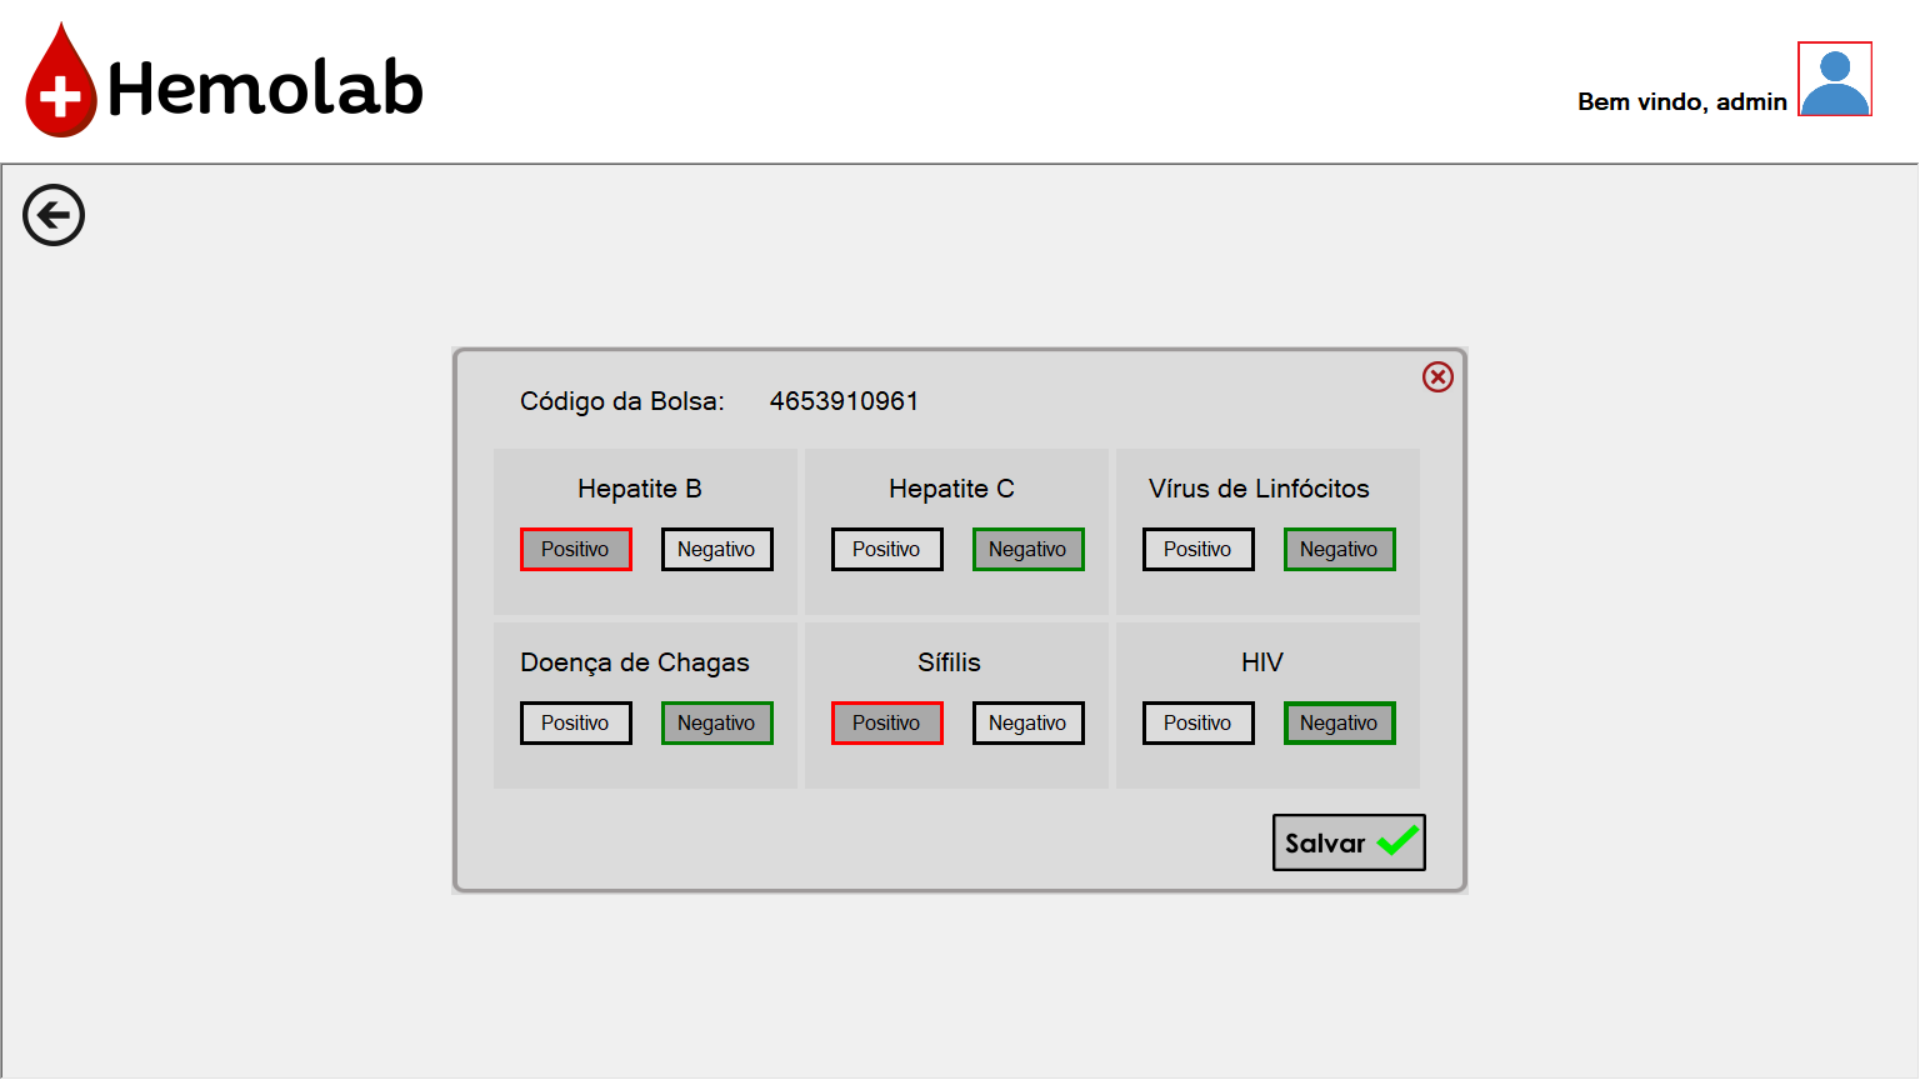 Hemolab
Bem vindo, admin
Código da Bolsa: 4653910961
Hepatite B
Positivo Negativo
Hepatite C
Positivo Negativo
Vírus de Linfócitos
Positivo Negativo
Doença de Chagas
Positivo Negativo
Sífilis
Positivo Negativo
HIV
Positivo Negativo
Salvar